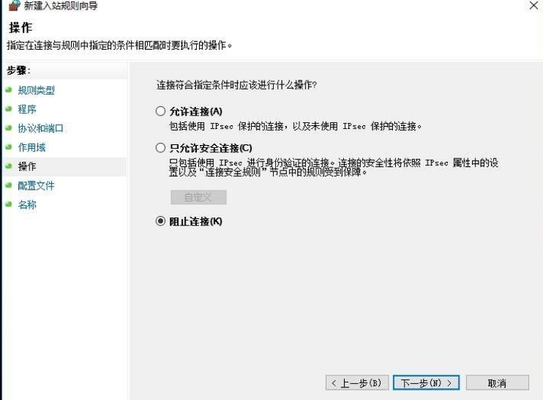 新建入站规则向导
操作
指定在连接与规则中指定的条件相匹配时要执行的操作。
步骤:
规则类型
程序
协议和端口
作用域
操作
配置文件
名称
连接符合指定条件时应该进行什么操作?
允许连接(A)
包括使用 IPsec 保护的连接，以及未使用 IPsec 保护的连接。
只允许安全连接(C)
只包括使用 IPsec 进行身份验证的连接。连接的安全性将依照 IPsec 属性中的设
置以及“连接安全规则”节点中的规则受到保障。
自定义
阻止连接(K)
< 上一步(B)
下一步(N) >
取消